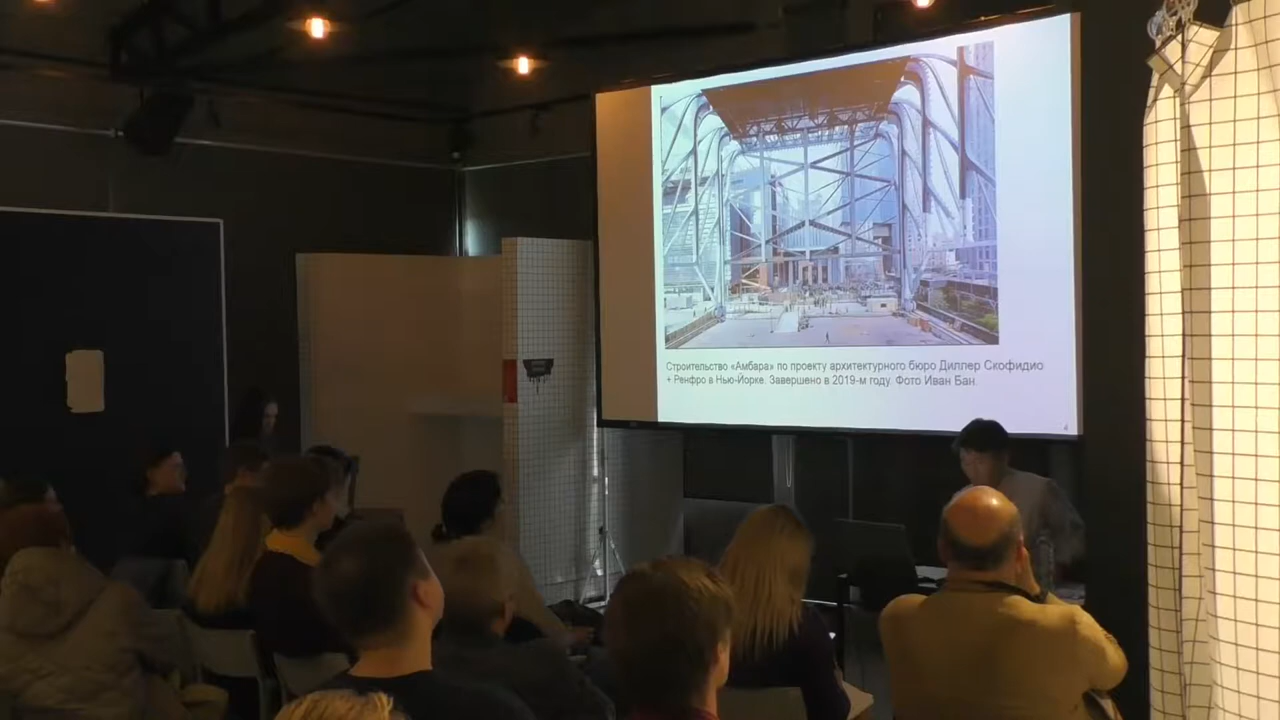 Строительство «Амбара» по проекту архитектурного бюро Диллер Скофидио
+ Ренфро в Нью-Йорке. Завершено в 2019-м году. Фото Иван Бан.